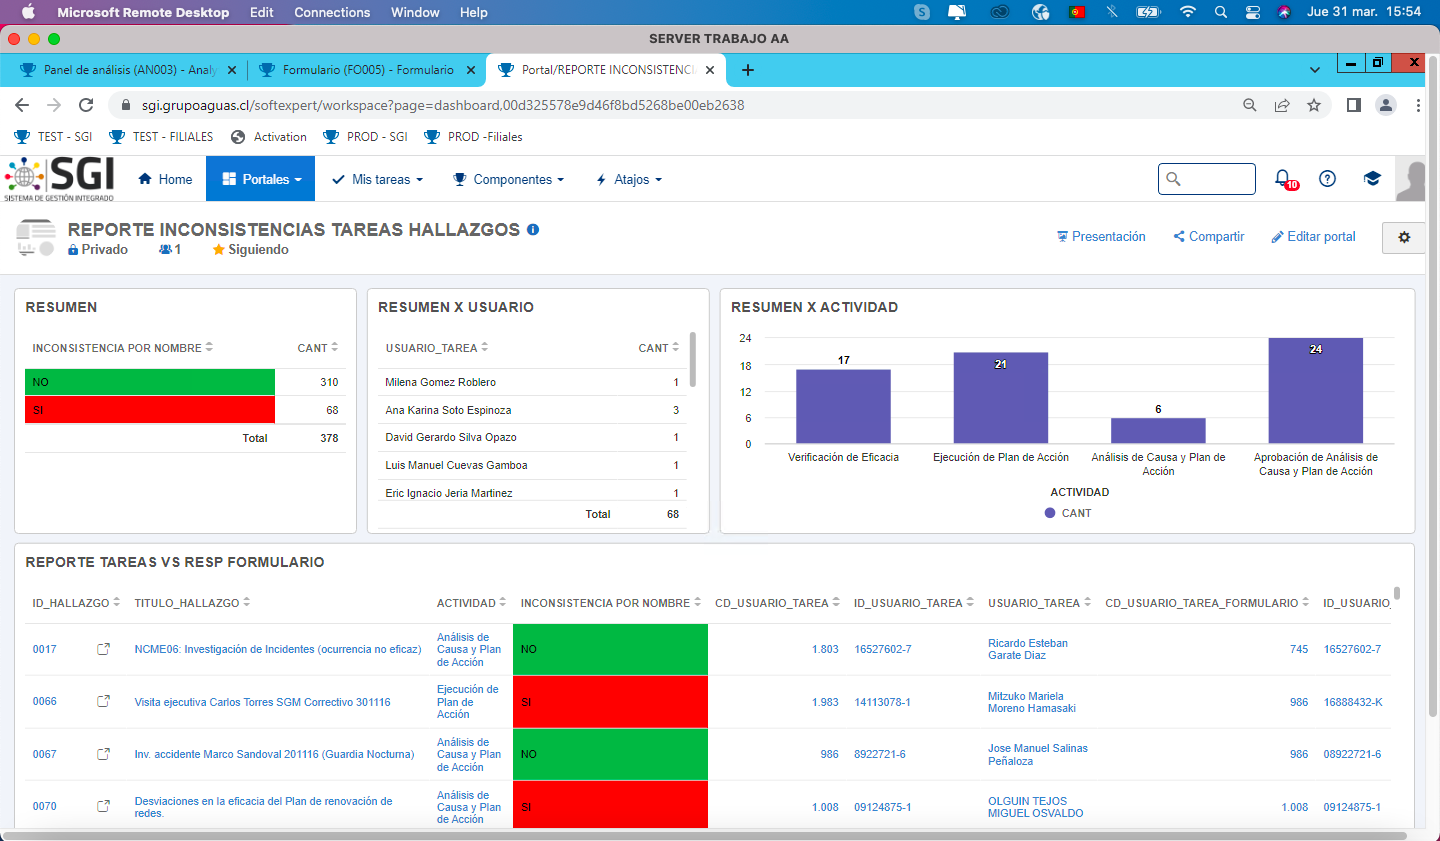 Microsoft Remote Desktop Edit Connections Window Help Jue 31 mar. 15:54
SERVER TRABAJO AA
Panel de análisis (AN003) - Analy Formulario (FO005) - Formulario Portal/REPORTE INCONSISTENCI
sgi.grupoaguas.cl/softexpert/workspace?page=dashboard,00d325578e9d46f8bd5268be00eb2638
TEST - SGI TEST - FILIALES Activation PROD - SGI PROD -Filiales
SGI
SISTEMA DE GESTIÓN INTEGRADO
Home Portales Mis tareas Componentes Atajos 10
REPORTE INCONSISTENCIAS TAREAS HALLAZGOS
Privado 1 Siguiendo
Presentación Compartir Editar portal
RESUMEN
INCONSISTENCIA POR NOMBRE CANT
NO 310
SI 68
Total 378
RESUMEN X USUARIO
USUARIO_TAREA CANT
Milena Gomez Roblero 1
Ana Karina Soto Espinoza 3
David Gerardo Silva Opazo 1
Luis Manuel Cuevas Gamboa 1
Eric Ignacio Jeria Martinez 1
Total 68
RESUMEN X ACTIVIDAD
24
18
12
6
0
17
21
6
24
Verificación de Eficacia
Ejecución de Plan de Acción
Análisis de Causa y Plan de
Acción
Aprobación de Análisis de
Causa y Plan de Acción
ACTIVIDAD
CANT
REPORTE TAREAS VS RESP FORMULARIO
ID_HALLAZGO TITULO_HALLAZGO ACTIVIDAD INCONSISTENCIA POR NOMBRE CD_USUARIO_TAREA ID_USUARIO_TAREA USUARIO_TAREA CD_USUARIO_TAREA_FORMULARIO ID_USUARIO_
0017 NCME06: Investigación de Incidentes (ocurrencia no eficaz)
Análisis de
Causa y Plan
de Acción
NO 1.803 16527602-7
Ricardo Esteban
Garate Diaz
745 16527602-7
0066 Visita ejecutiva Carlos Torres SGM Correctivo 301116
Ejecución de
Plan de
Acción
SI 1.983 14113078-1
Mitzuko Mariela
Moreno Hamasaki
986 16888432-K
0067 Inv. accidente Marco Sandoval 201116 (Guardia Nocturna)
Análisis de
Causa y Plan
de Acción
NO 986 8922721-6
Jose Manuel Salinas
Peñaloza
986 08922721-6
0070
Desviaciones en la eficacia del Plan de renovación de
redes.
Análisis de
Causa y Plan
de Acción
SI 1.008 09124875-1
OLGUIN TEJOS
MIGUEL OSVALDO
1.008 09124875-1